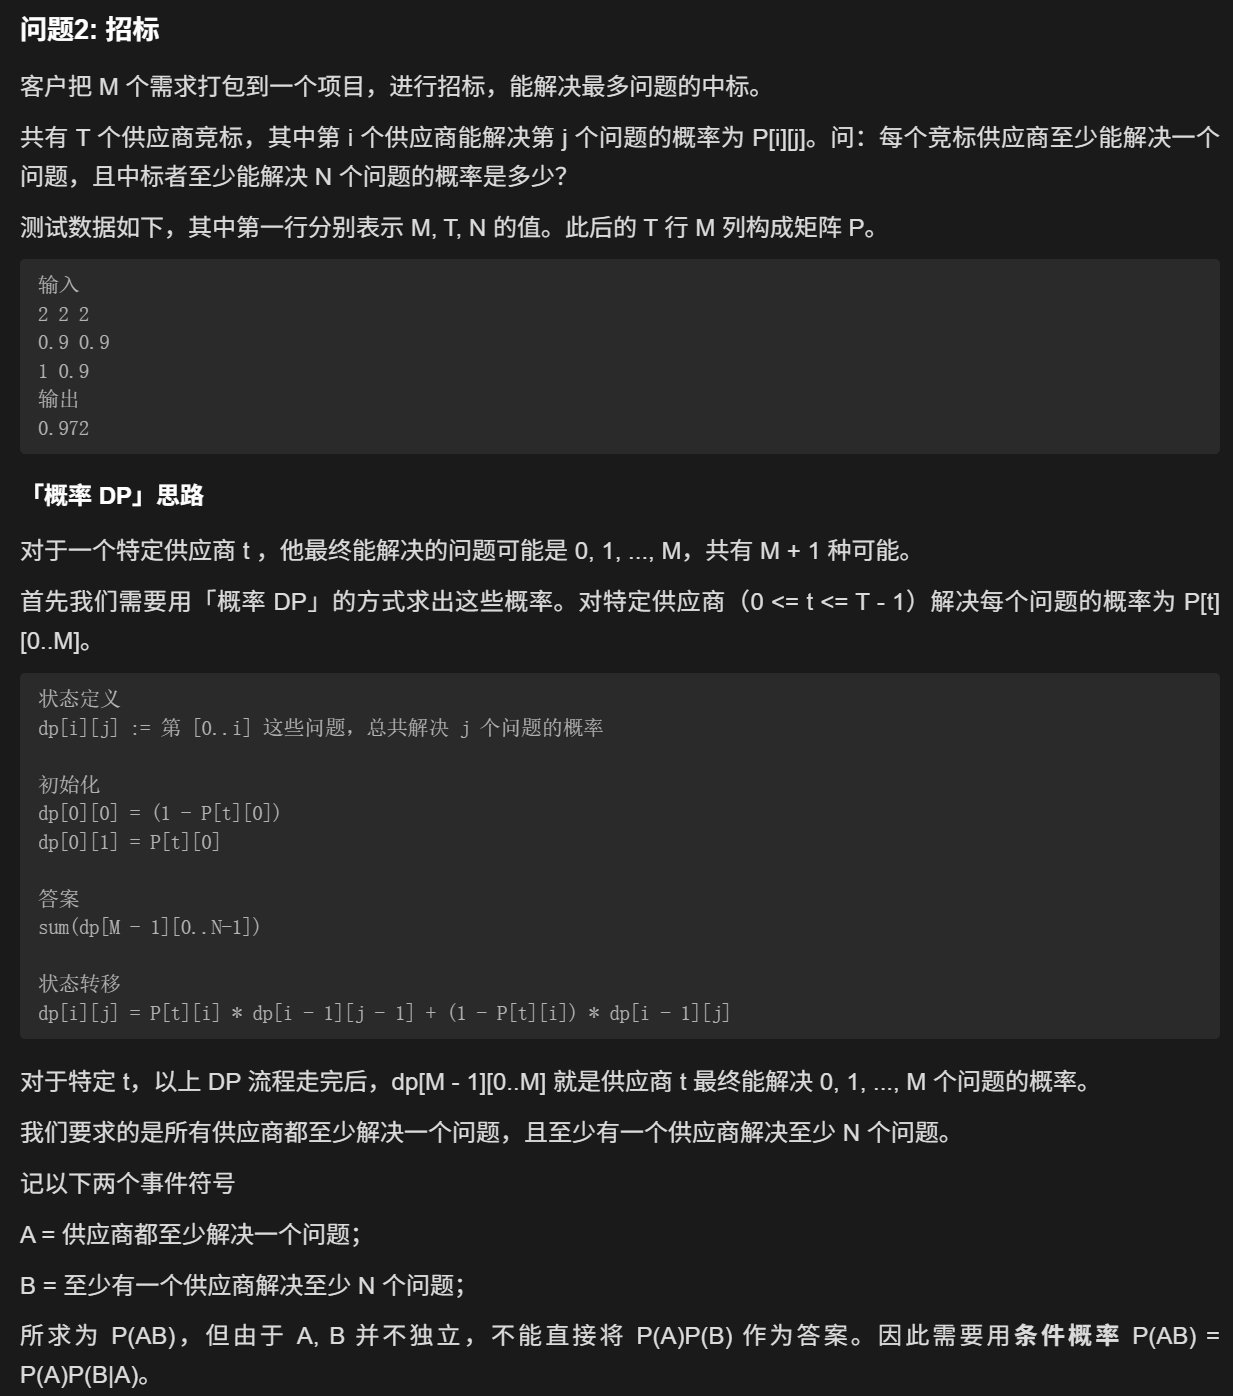 问题2: 招标
客户把 M 个需求打包到一个项目，进行招标，能解决最多问题的中标。
共有 T 个供应商竞标，其中第 i 个供应商能解决第 j 个问题的概率为 P[i][j]。问：每个竞标供应商至少能解决一个
问题，且中标者至少能解决 N 个问题的概率是多少？
测试数据如下，其中第一行分别表示 M, T, N 的值。此后的 T 行 M 列构成矩阵 P。
输入
2 2 2
0.9 0.9
1 0.9
输出
0.972
「概率 DP」思路
对于一个特定供应商 t ，他最终能解决的问题可能是 0, 1, ..., M，共有 M + 1 种可能。
首先我们需要用「概率 DP」的方式求出这些概率。对特定供应商（0 <= t <= T - 1）解决每个问题的概率为 P[t]
[0..M]。
状态定义
dp[i][j] := 第 [0..i] 这些问题，总共解决 j 个问题的概率
初始化
dp[0][0] = (1 - P[t][0])
dp[0][1] = P[t][0]
答案
sum(dp[M - 1][0..N-1])
状态转移
dp[i][j] = P[t][i] * dp[i - 1][j - 1] + (1 - P[t][i]) * dp[i - 1][j]
对于特定 t，以上 DP 流程走完后，dp[M - 1][0..M] 就是供应商 t 最终能解决 0, 1, ..., M 个问题的概率。
我们要求的是所有供应商都至少解决一个问题，且至少有一个供应商解决至少 N 个问题。
记以下两个事件符号
A = 供应商都至少解决一个问题；
B = 至少有一个供应商解决至少 N 个问题；
所求为 P(AB)，但由于 A, B 并不独立，不能直接将 P(A)P(B) 作为答案。因此需要用条件概率 P(AB) =
P(A)P(B|A)。